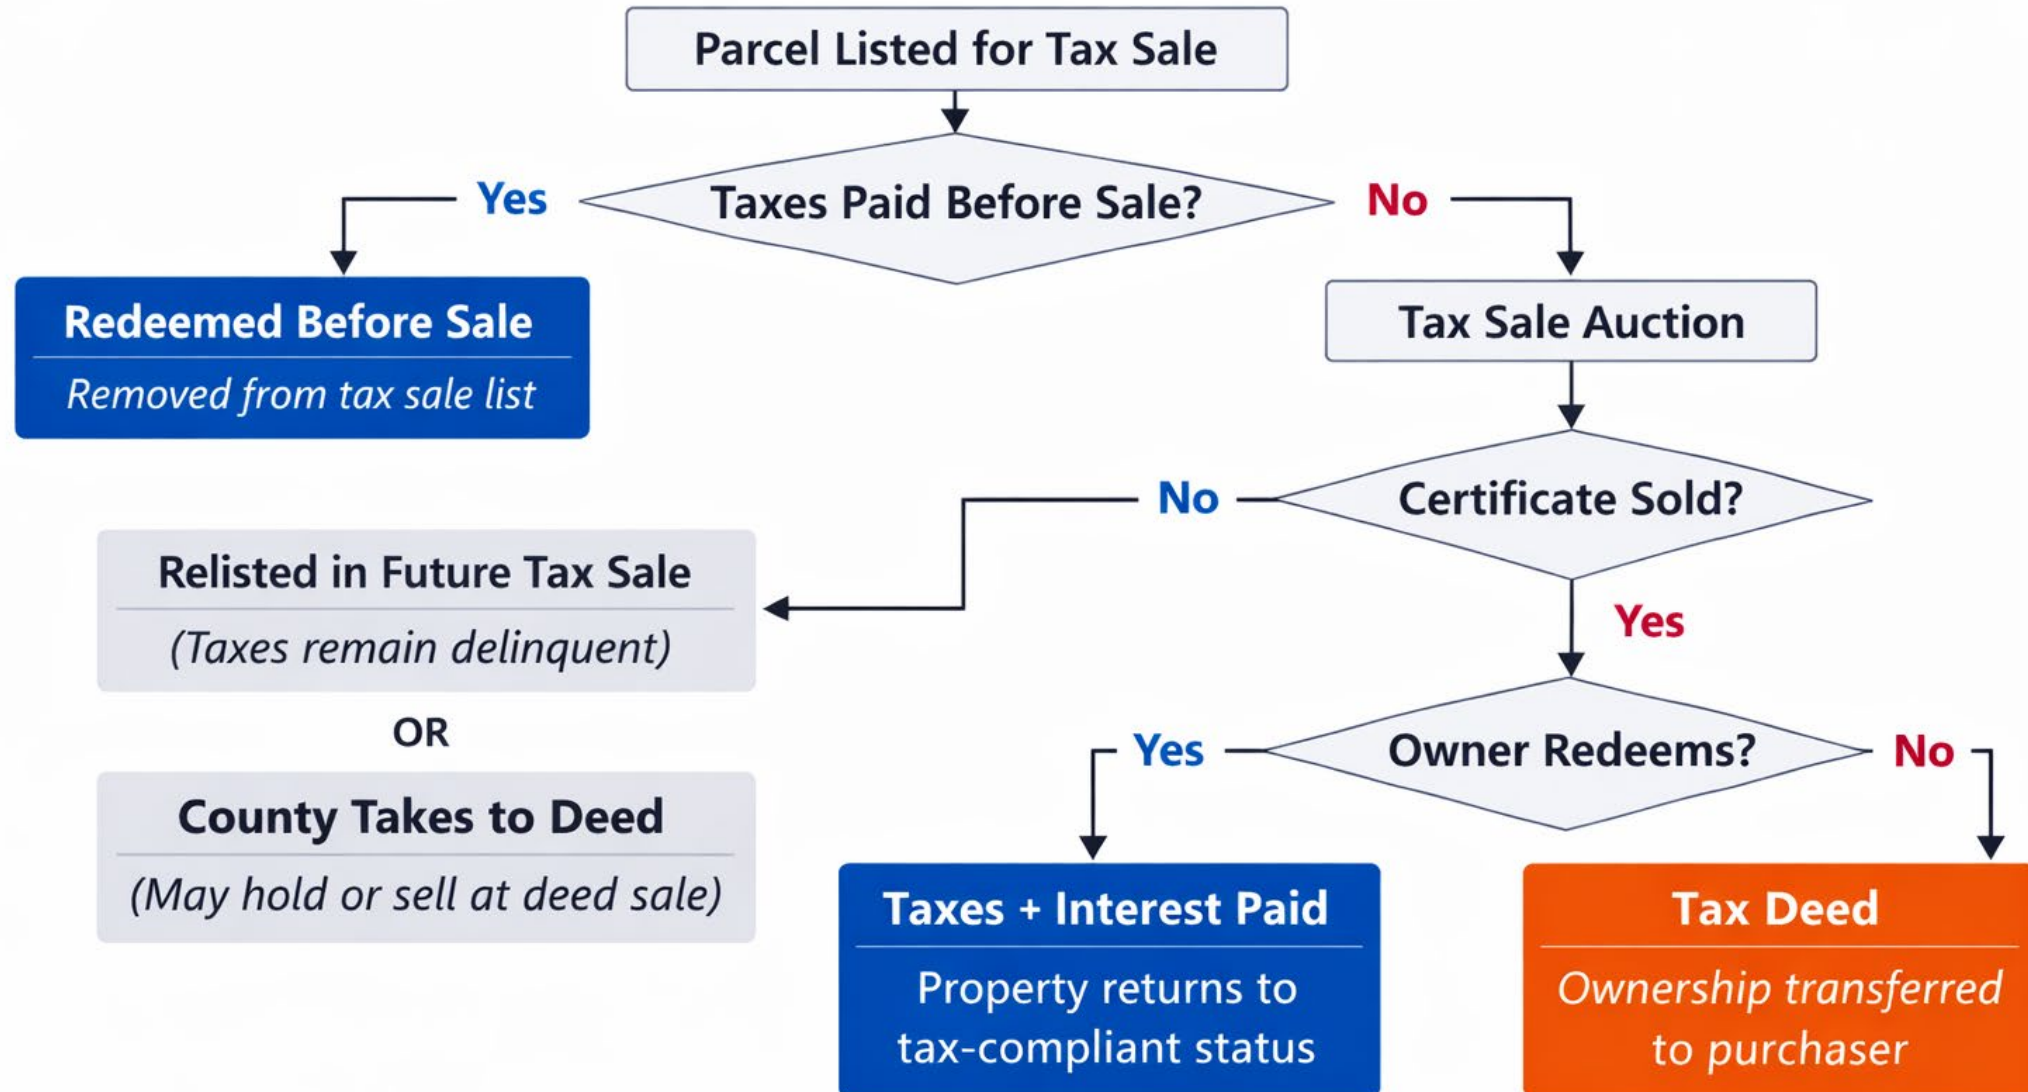 Parcel Listed for Tax Sale
Taxes Paid Before Sale?
Yes
No
Redeemed Before Sale
Removed from tax sale list
Tax Sale Auction
Certificate Sold?
No
Yes
Relisted in Future Tax Sale
(Taxes remain delinquent)
OR
County Takes to Deed
(May hold or sell at deed sale)
Owner Redeems?
Yes
No
Taxes + Interest Paid
Property returns to
tax-compliant status
Tax Deed
Ownership transferred
to purchaser